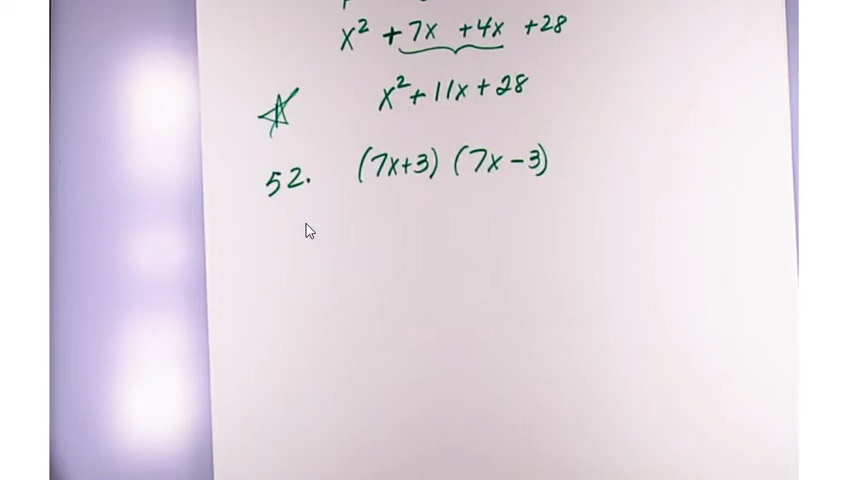 x² + 7x + 4x + 28
x² + 11x + 28
52. (7x+3) (7x-3)